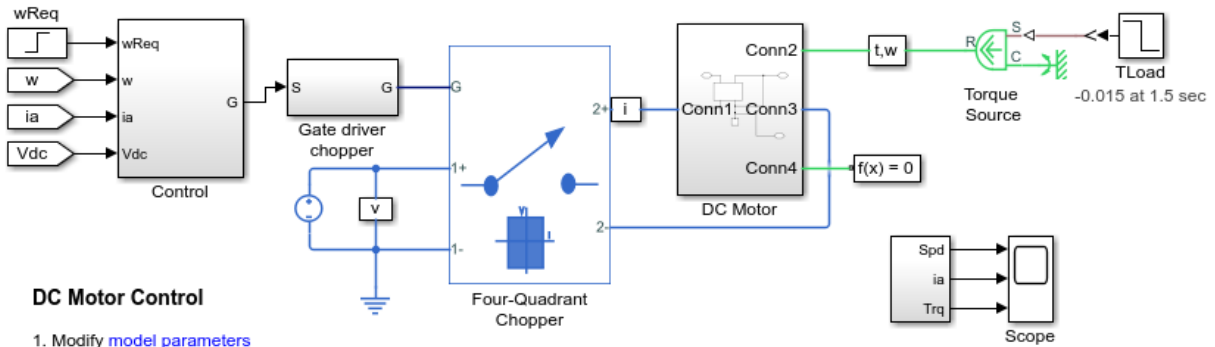 wReq
wReq
w
w
ia
ia
Vdc
Vdc
G
Control
S
G
Gate driver
chopper
G
1+
1-
2+
2-
v
V
I
Four-Quadrant
Chopper
i
Conn1
Conn2
Conn3
Conn4
DC Motor
t,w
f(x) = 0
R
S
C
Torque
Source
TLoad
-0.015 at 1.5 sec
Spd
ia
Trq
Scope
DC Motor Control
1. Modify model parameters